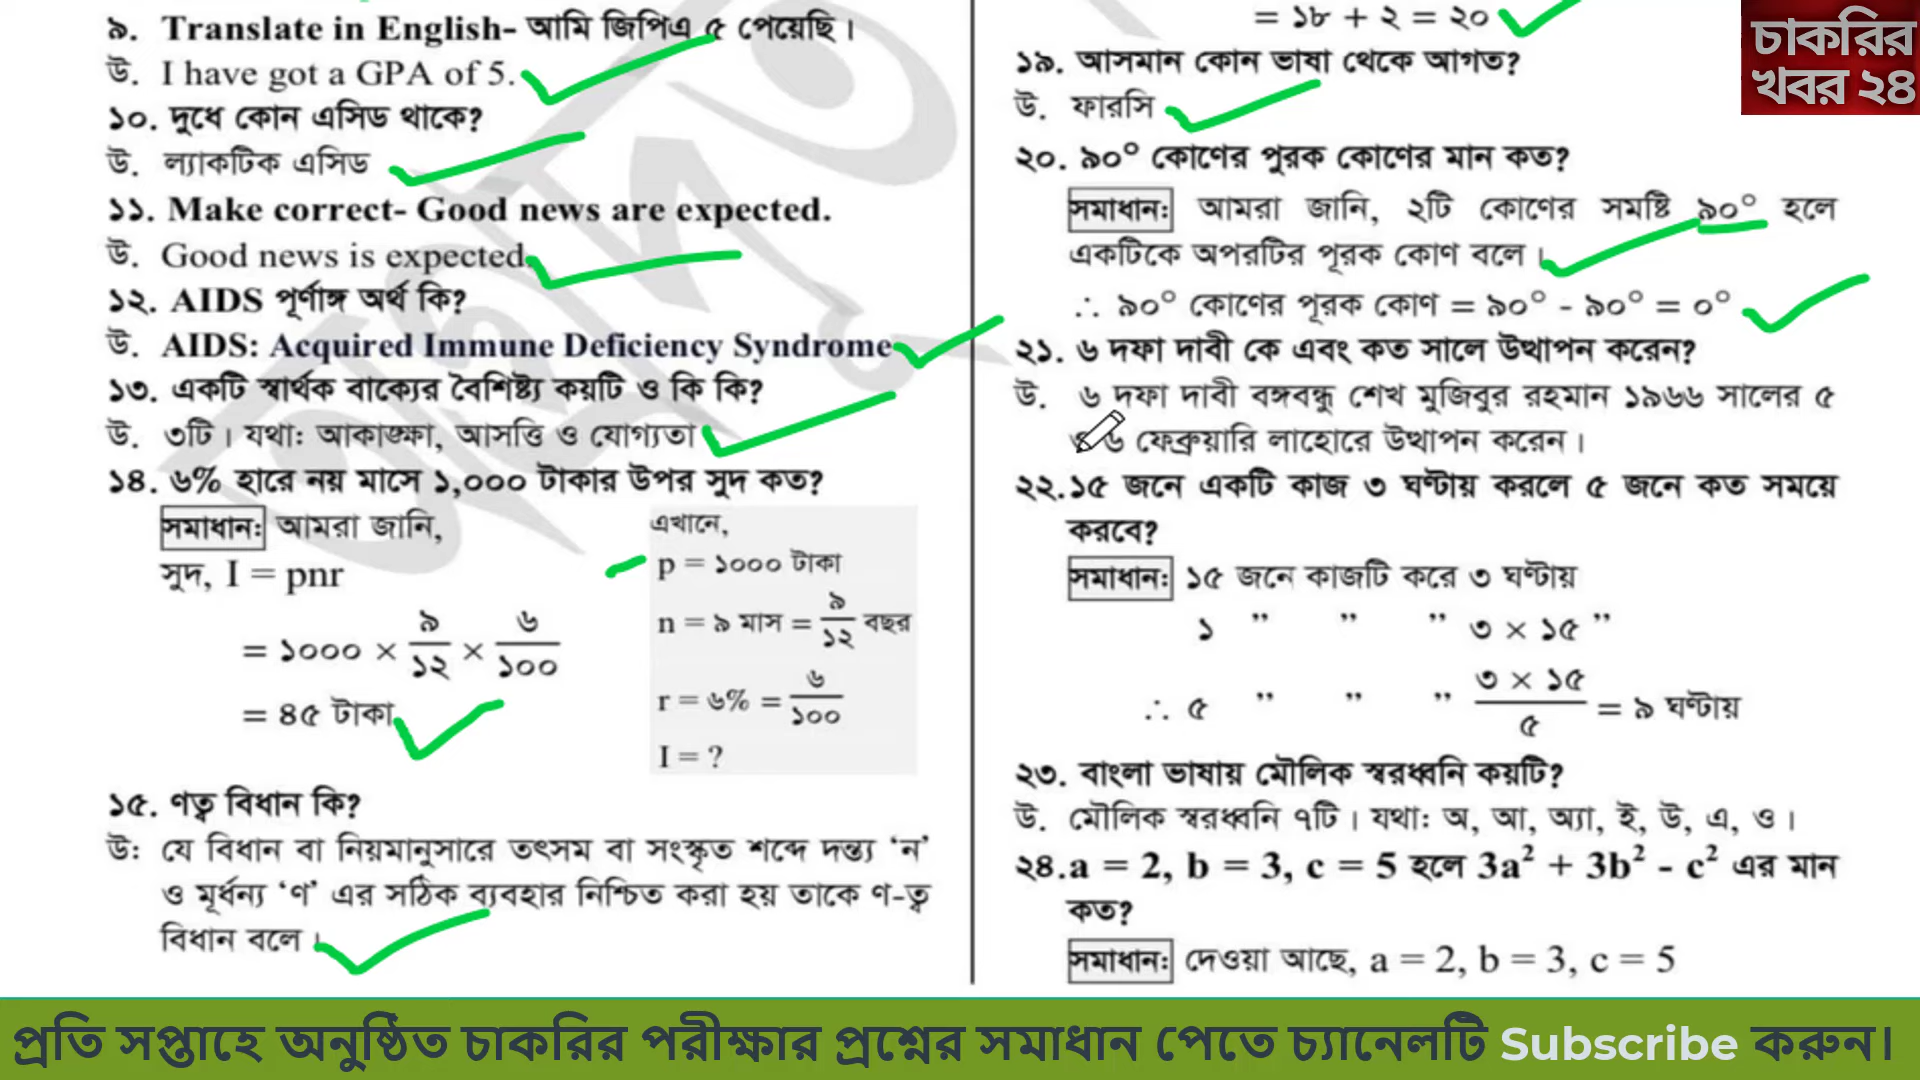 ৯. Translate in English- আমি জিপিএ ৫ পেয়েছি।
উ. I have got a GPA of 5.
১০. দুধে কোন এসিড থাকে?
উ. ল্যাকটিক এসিড
১১. Make correct- Good news are expected.
উ. Good news is expected.
১২. AIDS পূর্ণাঙ্গ অর্থ কি?
উ. AIDS: Acquired Immune Deficiency Syndrome
১৩. একটি স্বার্থক বাক্যের বৈশিষ্ট্য কয়টি ও কি কি?
উ. ৩টি। যথা: আকাঙ্ক্ষা, আসত্তি ও যোগ্যতা
১৪. ৬% হারে নয় মাসে ১,০০০ টাকার উপর সুদ কত?
সমাধান: আমরা জানি,
সুদ, I = pnr
= ১০০০ × ৯/১২ × ৬/১০০
= ৪৫ টাকা
এখানে,
p = ১০০০ টাকা
n = ৯ মাস = ৯/১২ বছর
r = ৬% = ৬/১০০
I = ?
১৫. ণত্ব বিধান কি?
উ: যে বিধান বা নিয়মানুসারে তৎসম বা সংস্কৃত শব্দে দন্ত্য ‘ন’
ও মূর্ধন্য ‘ণ’ এর সঠিক ব্যবহার নিশ্চিত করা হয় তাকে ণ-ত্ব
বিধান বলে।
= ১৮ + ২ = ২০
১৯. আসমান কোন ভাষা থেকে আগত?
উ. ফারসি
২০. ৯০° কোণের পুরক কোণের মান কত?
সমাধান: আমরা জানি, ২টি কোণের সমষ্টি ৯০° হলে
একটিকে অপরটির পূরক কোণ বলে।
∴ ৯০° কোণের পূরক কোণ = ৯০° - ৯০° = ০°
২১. ৬ দফা দাবী কে এবং কত সালে উত্থাপন করেন?
উ. ৬ দফা দাবী বঙ্গবন্ধু শেখ মুজিবুর রহমান ১৯৬৬ সালের ৫
৬ ফেব্রুয়ারি লাহোরে উত্থাপন করেন।
২২.১৫ জনে একটি কাজ ৩ ঘণ্টায় করলে ৫ জনে কত সময়ে
করবে?
সমাধান: ১৫ জনে কাজটি করে ৩ ঘণ্টায়
১ ” ” ” ৩ × ১৫ ”
∴ ৫ ” ” ” ৩ × ১৫/৫ = ৯ ঘণ্টায়
২৩. বাংলা ভাষায় মৌলিক স্বরধ্বনি কয়টি?
উ. মৌলিক স্বরধ্বনি ৭টি। যথা: অ, আ, অ্যা, ই, উ, এ, ও।
২৪.a = 2, b = 3, c = 5 হলে 3a² + 3b² - c² এর মান
কত?
সমাধান: দেওয়া আছে, a = 2, b = 3, c = 5
চাকরির
খবর ২৪
প্রতি সপ্তাহে অনুষ্ঠিত চাকরির পরীক্ষার প্রশ্নের সমাধান পেতে চ্যানেলটি Subscribe করুন।